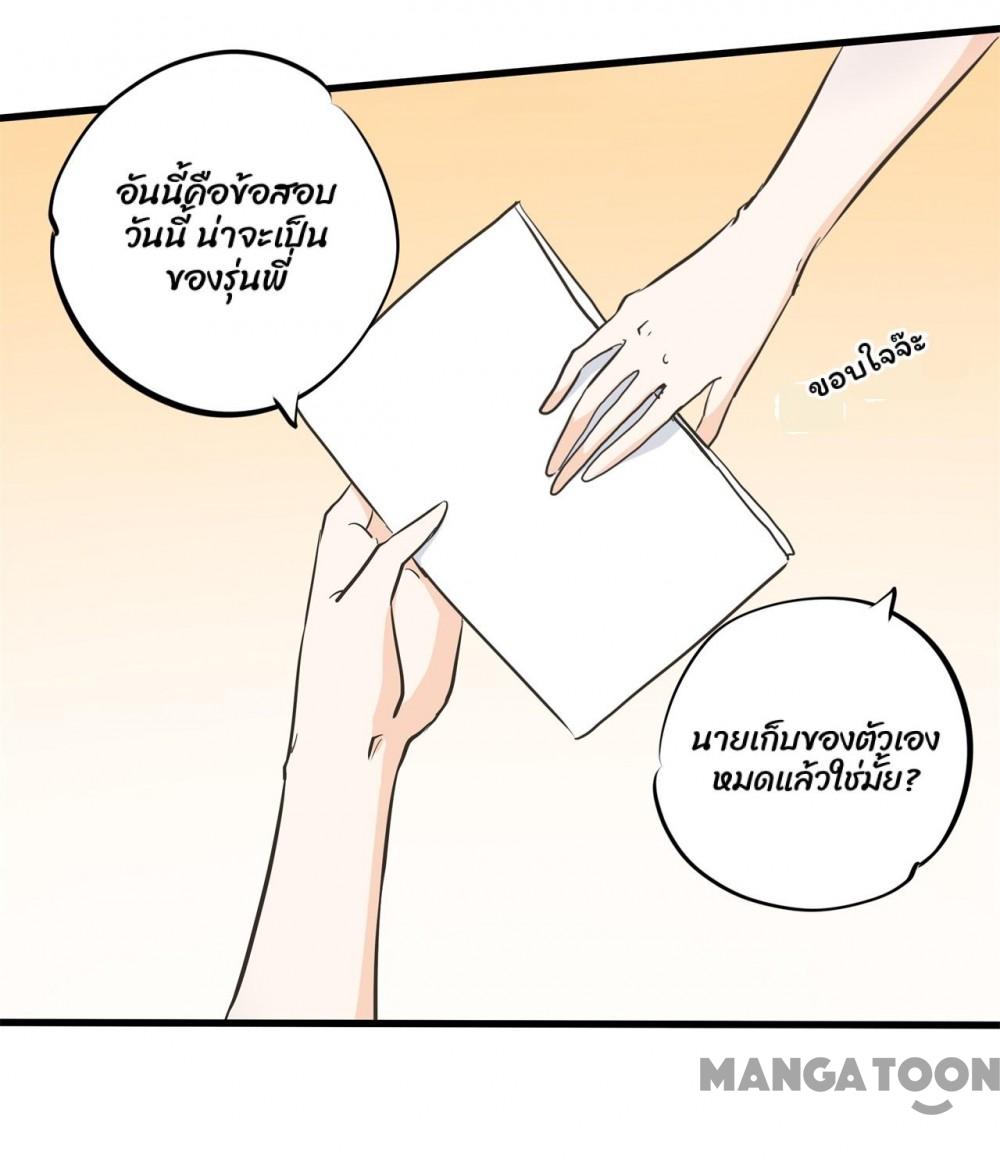 อันนี้คือข้อสอบ
วันนี้ น่าจะเป็น
ของรุ่นพี่
ขอบใจจ๊ะ
นายเก็บของตัวเอง
หมดแล้วใช่มั้ย?
MANGATOON